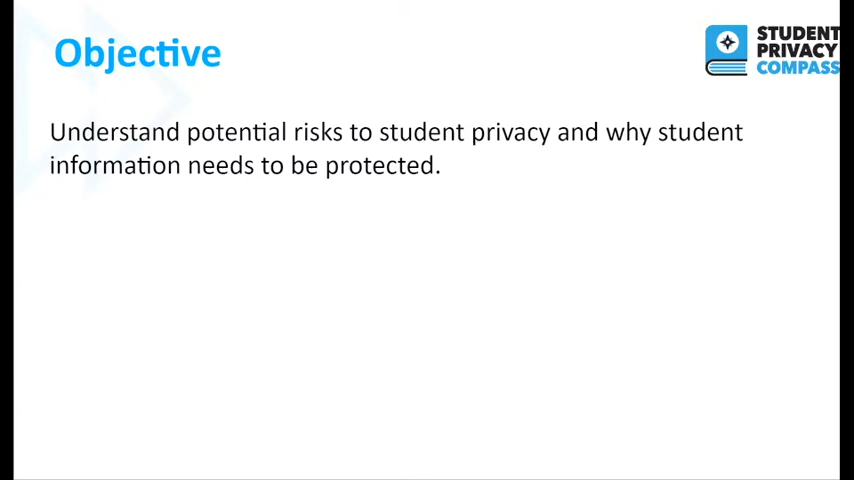 Objective
STUDENT
PRIVACY
COMPASS
Understand potential risks to student privacy and why student
information needs to be protected.